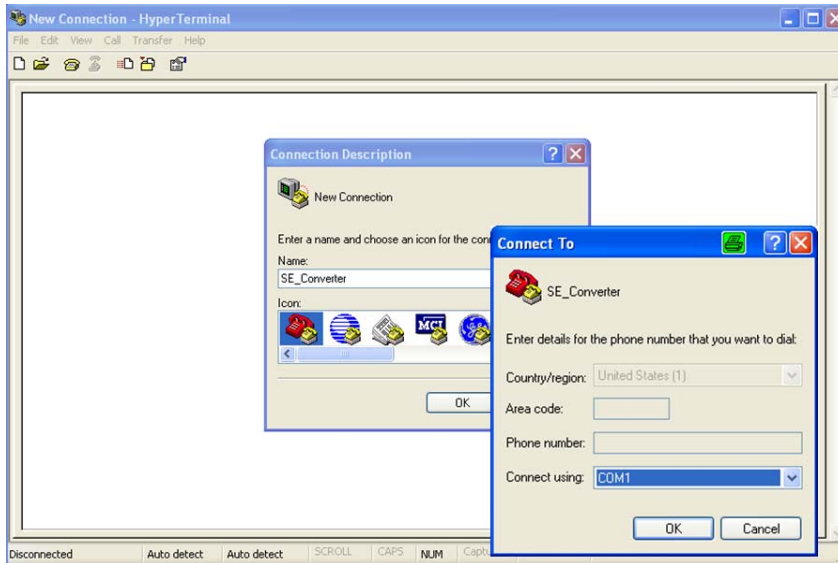 New Connection - HyperTerminal
File Edit View Call Transfer Help
Connection Description
New Connection
Enter a name and choose an icon for the
Name:
SE_Converter
Icon:
MCI
OK
Connect To
SE_Converter
Enter details for the phone number that you want to dial:
Country/region: United States (1)
Area code:
Phone number:
Connect using: COM1
OK Cancel
Disconnected Auto detect Auto detect SCROLL CAPS NUM